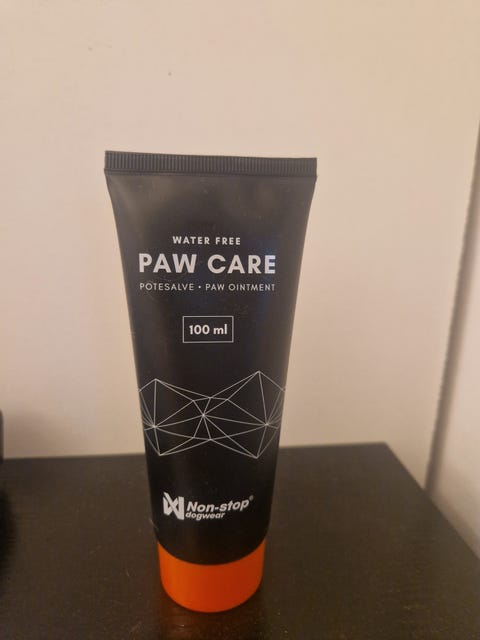 WATER FREE
PAW CARE
POTESALVE • PAW OINTMENT
100 ml
Non-stop®
dogwear